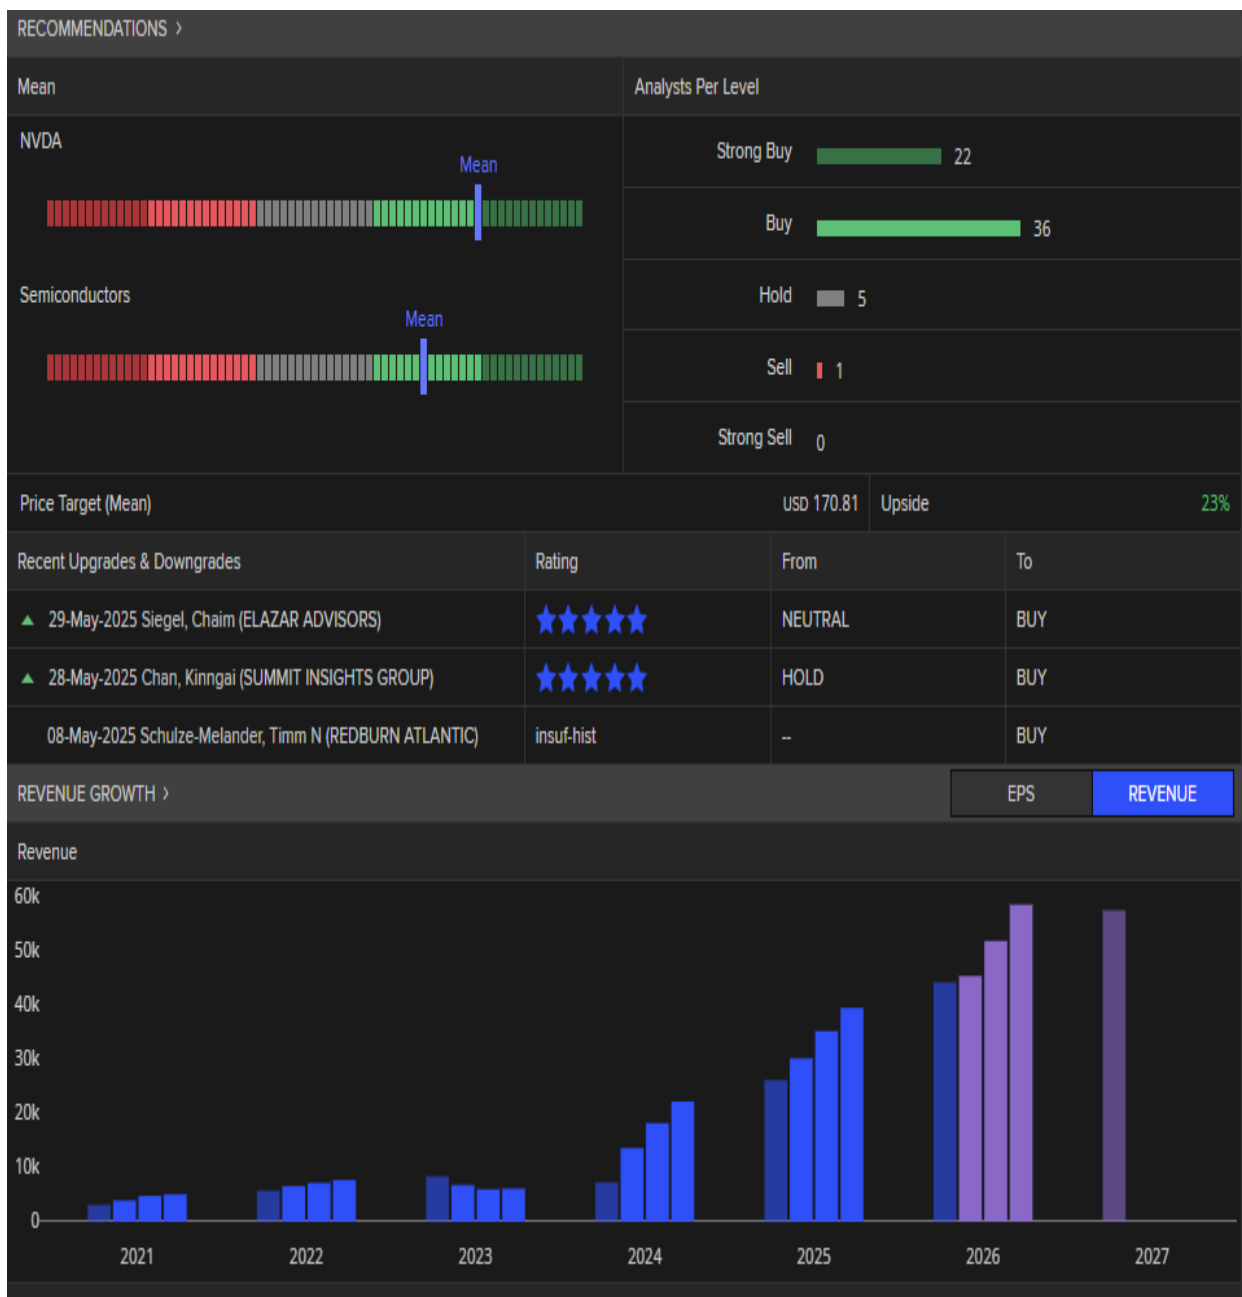 RECOMMENDATIONS >
Mean
Analysts Per Level
NVDA
Mean
Strong Buy 22
Buy 36
Semiconductors
Mean
Hold 5
Sell 1
Strong Sell 0
Price Target (Mean) USD 170.81 Upside 23%
Recent Upgrades & Downgrades Rating From To
29-May-2025 Siegel, Chaim (ELAZAR ADVISORS) NEUTRAL BUY
28-May-2025 Chan, Kinngai (SUMMIT INSIGHTS GROUP) HOLD BUY
08-May-2025 Schulze-Melander, Timm N (REDBURN ATLANTIC) insuf-hist -- BUY
REVENUE GROWTH > EPS REVENUE
Revenue
60k
50k
40k
30k
20k
10k
0
2021 2022 2023 2024 2025 2026 2027